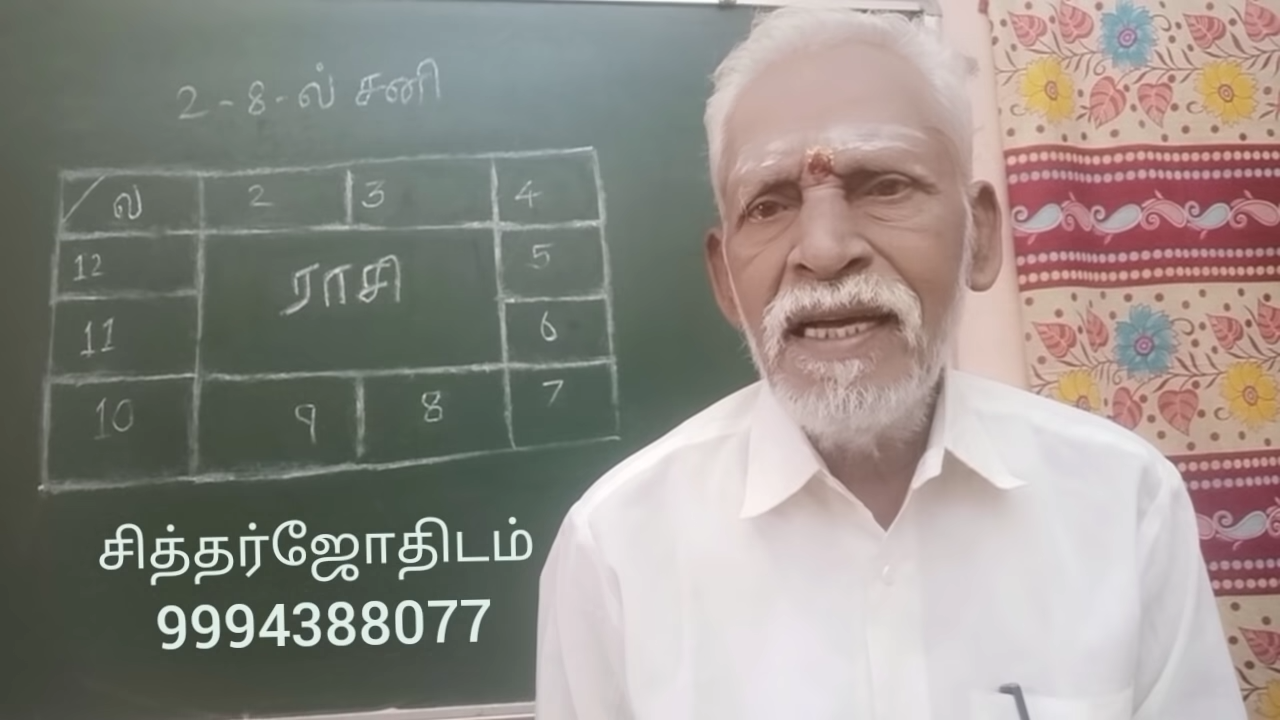 2 - 8 - ல் சனி
ல 2 3 4
12 ராசி 5
11 6
10 9 8 7
சித்தர்ஜோதிடம்
9994388077